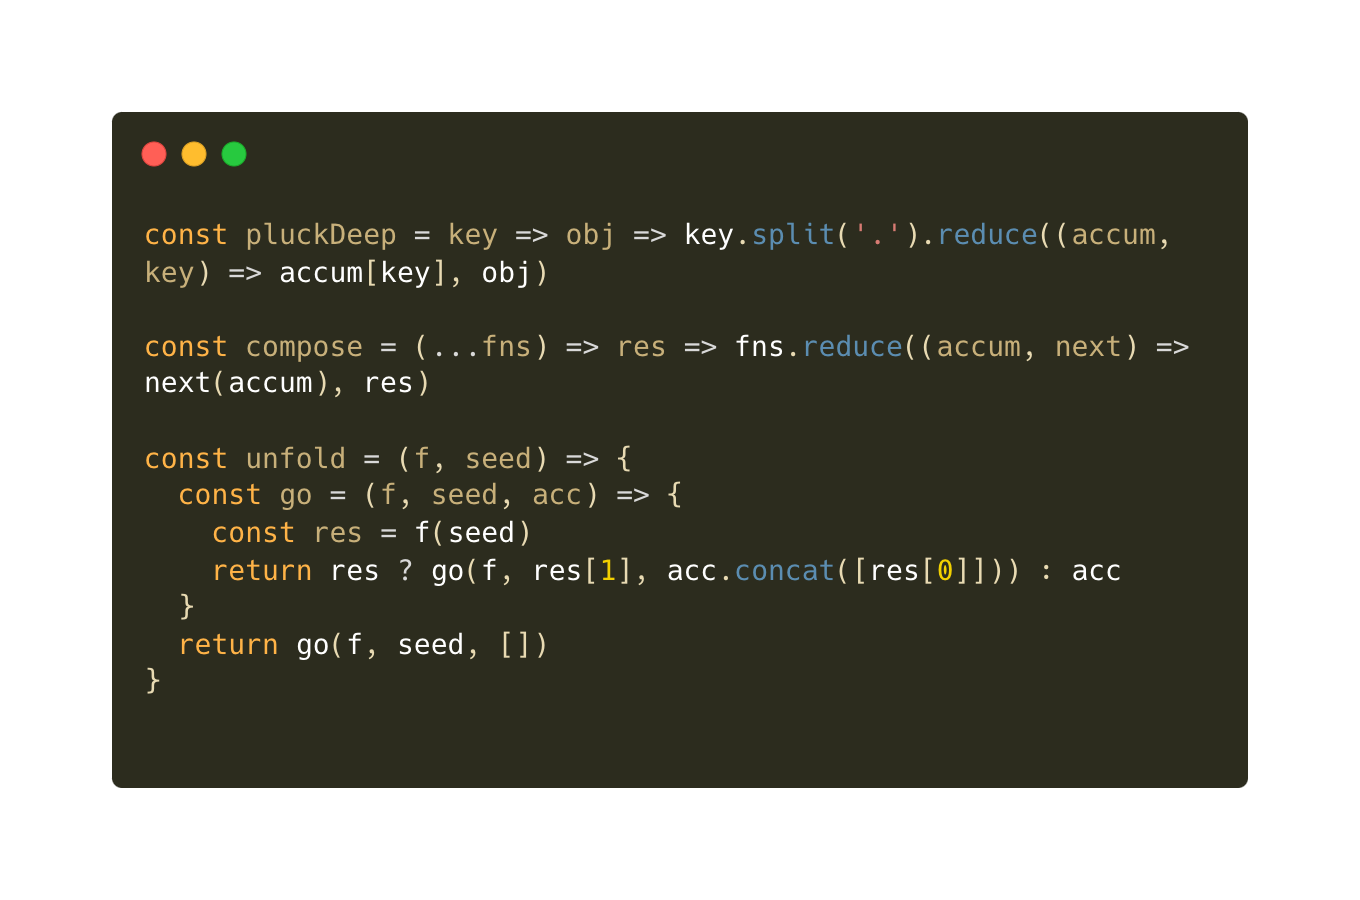 const pluckDeep = key => obj => key.split('.').reduce((accum,
key) => accum[key], obj)

const compose = (...fns) => res => fns.reduce((accum, next) =>
next(accum), res)

const unfold = (f, seed) => {
  const go = (f, seed, acc) => {
    const res = f(seed)
    return res ? go(f, res[1], acc.concat([res[0]])) : acc
  }
  return go(f, seed, [])
}